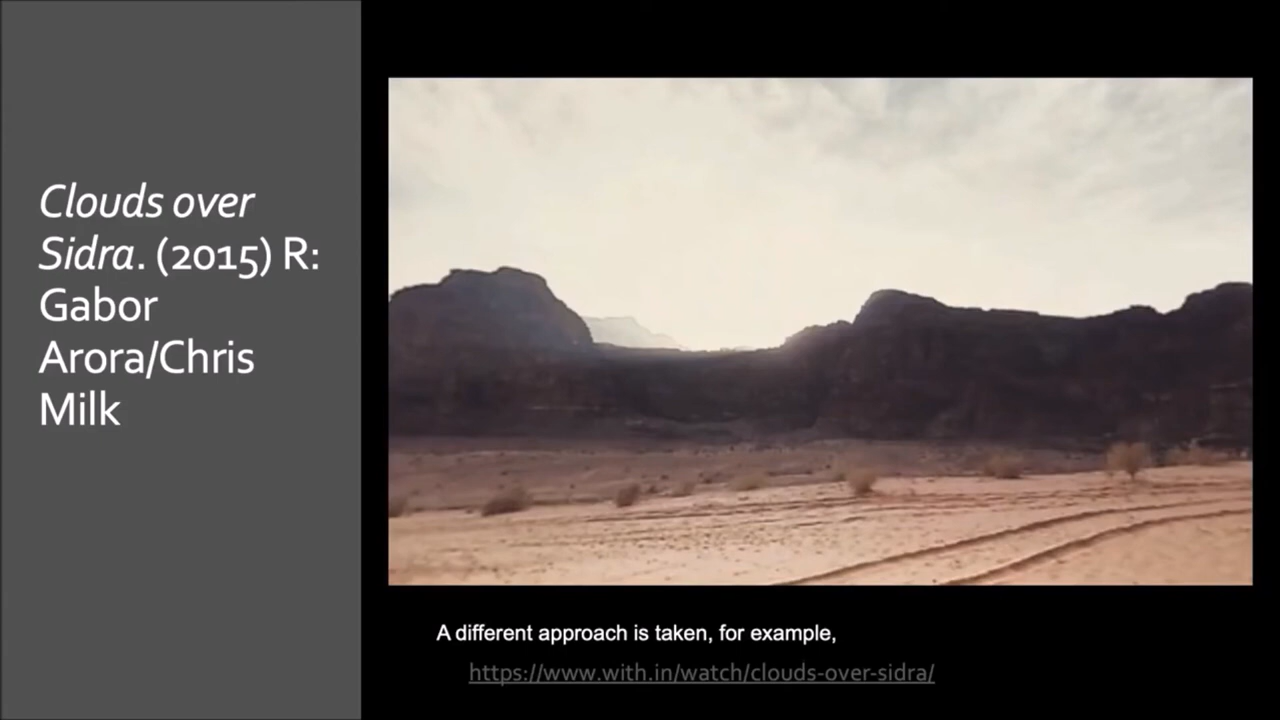 Clouds over
Sidra. (2015) R:
Gabor
Arora/Chris
Milk
A different approach is taken, for example,
https://www.with.in/watch/clouds-over-sidra/